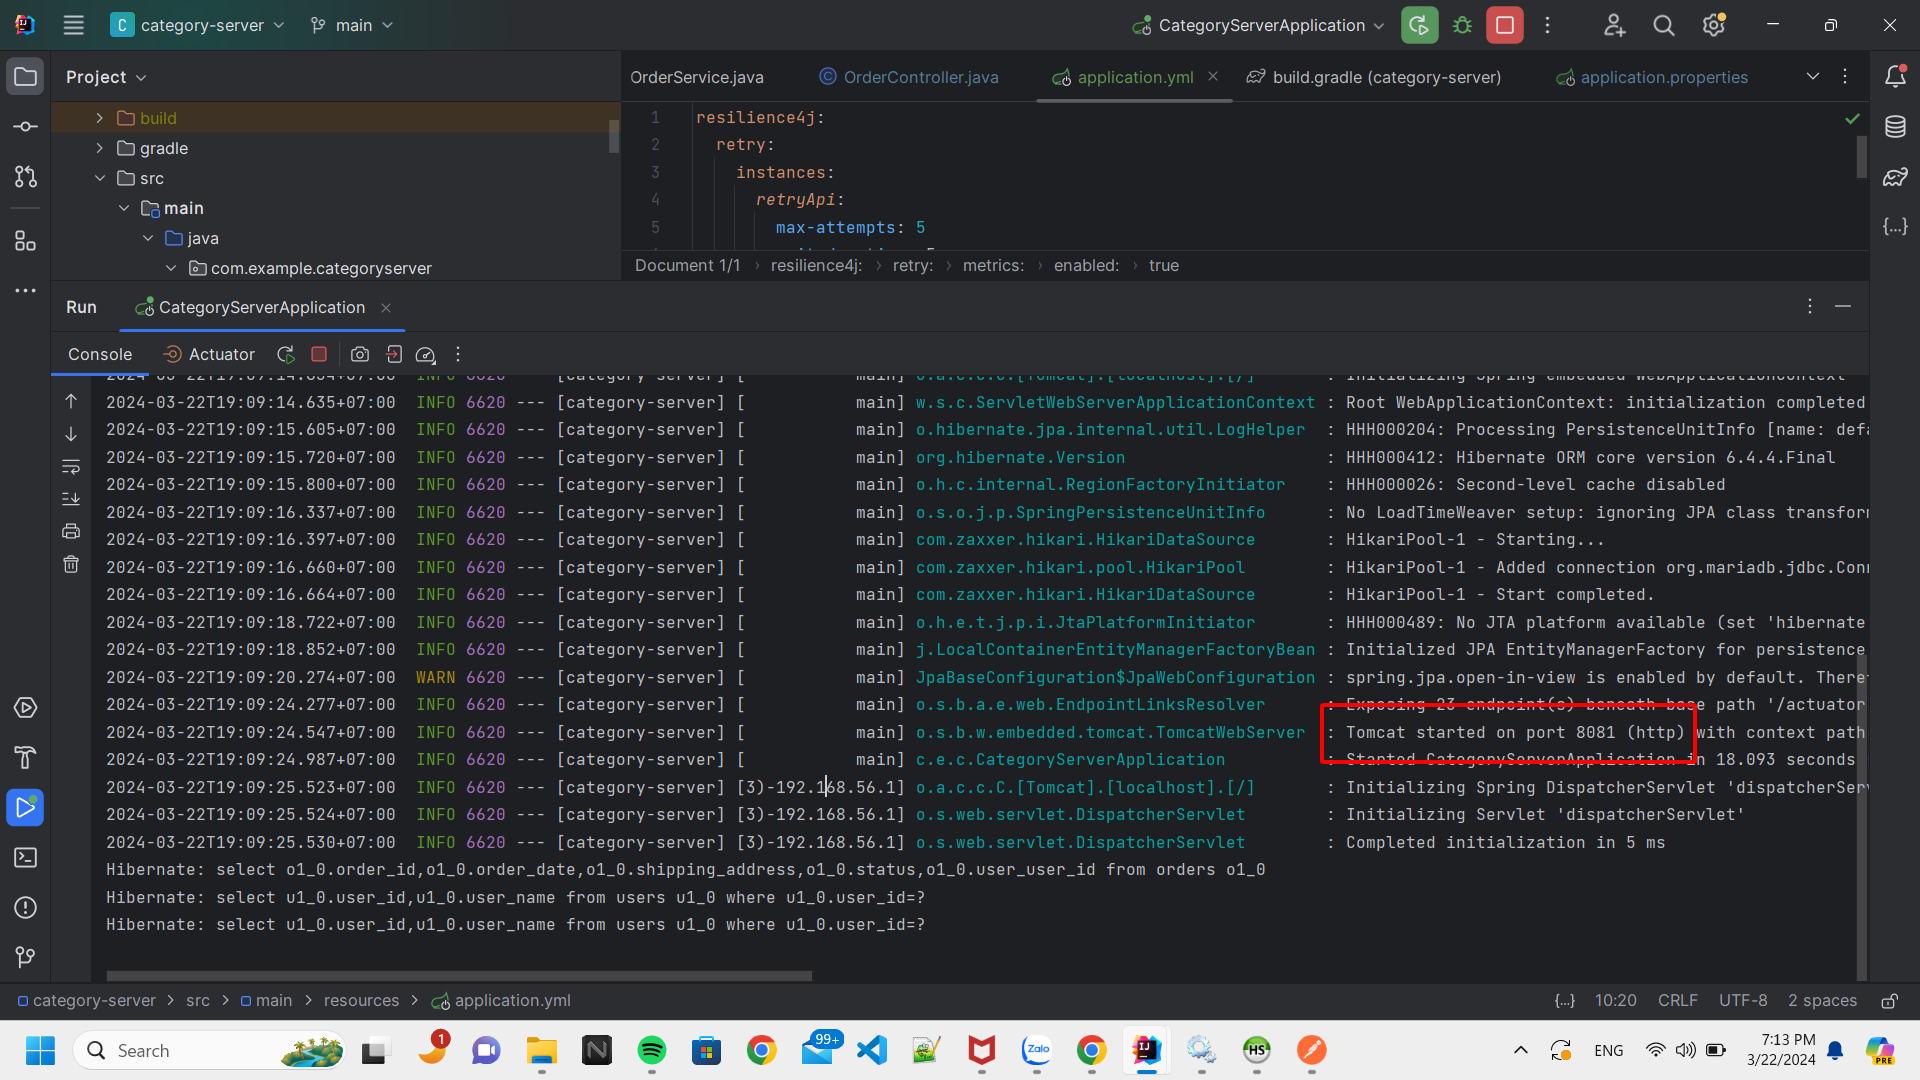 C category-server main CategoryServerApplication
Project
OrderService.java OrderController.java application.yml build.gradle (category-server) application.properties
build
gradle
src
main
java
com.example.categoryserver
1 resilience4j:
2 retry:
3 instances:
4 retryApi:
5 max-attempts: 5
Document 1/1 › resilience4j: › retry: › metrics: › enabled: › true
Run CategoryServerApplication
Console Actuator
2024-03-22T19:09:14.635+07:00 INFO 6620 --- [category-server] [ main] w.s.c.ServletWebServerApplicationContext : Root WebApplicationContext: initialization completed
2024-03-22T19:09:15.605+07:00 INFO 6620 --- [category-server] [ main] o.hibernate.jpa.internal.util.LogHelper : HHH000204: Processing PersistenceUnitInfo [name: defa
2024-03-22T19:09:15.720+07:00 INFO 6620 --- [category-server] [ main] org.hibernate.Version : HHH000412: Hibernate ORM core version 6.4.4.Final
2024-03-22T19:09:15.800+07:00 INFO 6620 --- [category-server] [ main] o.h.c.internal.RegionFactoryInitiator : HHH000026: Second-level cache disabled
2024-03-22T19:09:16.337+07:00 INFO 6620 --- [category-server] [ main] o.s.o.j.p.SpringPersistenceUnitInfo : No LoadTimeWeaver setup: ignoring JPA class transform
2024-03-22T19:09:16.397+07:00 INFO 6620 --- [category-server] [ main] com.zaxxer.hikari.HikariDataSource : HikariPool-1 - Starting...
2024-03-22T19:09:16.660+07:00 INFO 6620 --- [category-server] [ main] com.zaxxer.hikari.pool.HikariPool : HikariPool-1 - Added connection org.mariadb.jdbc.Conn
2024-03-22T19:09:16.664+07:00 INFO 6620 --- [category-server] [ main] com.zaxxer.hikari.HikariDataSource : HikariPool-1 - Start completed.
2024-03-22T19:09:18.722+07:00 INFO 6620 --- [category-server] [ main] o.h.e.t.j.p.i.JtaPlatformInitiator : HHH000489: No JTA platform available (set 'hibernate
2024-03-22T19:09:18.852+07:00 INFO 6620 --- [category-server] [ main] j.LocalContainerEntityManagerFactoryBean : Initialized JPA EntityManagerFactory for persistence
2024-03-22T19:09:20.274+07:00 WARN 6620 --- [category-server] [ main] JpaBaseConfiguration$JpaWebConfiguration : spring.jpa.open-in-view is enabled by default. There
2024-03-22T19:09:24.277+07:00 INFO 6620 --- [category-server] [ main] o.s.b.a.e.web.EndpointLinksResolver : Exposing 23 endpoint(s) beneath base path '/actuator
2024-03-22T19:09:24.547+07:00 INFO 6620 --- [category-server] [ main] o.s.b.w.embedded.tomcat.TomcatWebServer : Tomcat started on port 8081 (http) with context path
2024-03-22T19:09:24.987+07:00 INFO 6620 --- [category-server] [ main] c.e.c.CategoryServerApplication : Started CategoryServerApplication in 18.093 seconds
2024-03-22T19:09:25.523+07:00 INFO 6620 --- [category-server] [3)-192.168.56.1] o.a.c.c.C.[Tomcat].[localhost].[/] : Initializing Spring DispatcherServlet 'dispatcherServ
2024-03-22T19:09:25.524+07:00 INFO 6620 --- [category-server] [3)-192.168.56.1] o.s.web.servlet.DispatcherServlet : Initializing Servlet 'dispatcherServlet'
2024-03-22T19:09:25.530+07:00 INFO 6620 --- [category-server] [3)-192.168.56.1] o.s.web.servlet.DispatcherServlet : Completed initialization in 5 ms
Hibernate: select o1_0.order_id,o1_0.order_date,o1_0.shipping_address,o1_0.status,o1_0.user_user_id from orders o1_0
Hibernate: select u1_0.user_id,u1_0.user_name from users u1_0 where u1_0.user_id=?
Hibernate: select u1_0.user_id,u1_0.user_name from users u1_0 where u1_0.user_id=?
category-server › src › main › resources › application.yml {...} 10:20 CRLF UTF-8 2 spaces
Search 1 99+ Zalo HS ENG 7:13 PM
3/22/2024 PRE